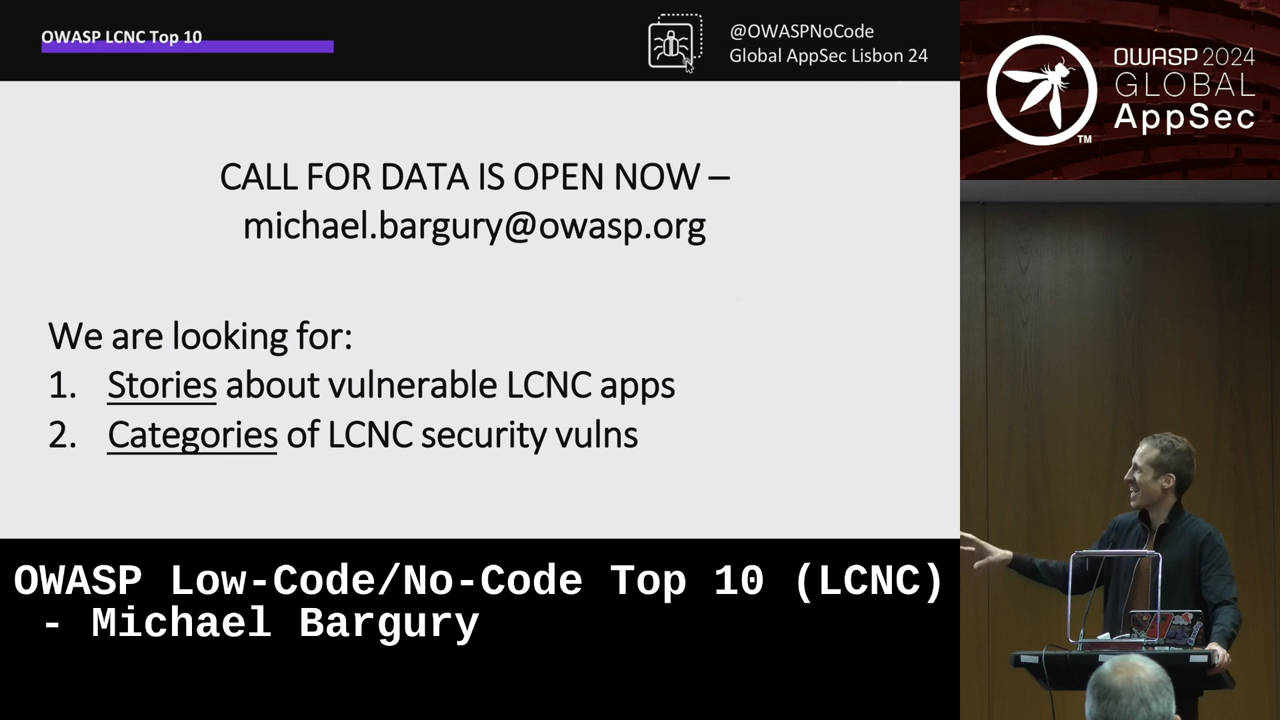 OWASP LCNC Top 10
@OWASPNoCode
Global AppSec Lisbon 24
OWASP 2024
GLOBAL
AppSec
TM
CALL FOR DATA IS OPEN NOW –
michael.bargury@owasp.org
We are looking for:
1. Stories about vulnerable LCNC apps
2. Categories of LCNC security vulns
OWASP Low-Code/No-Code Top 10 (LCNC)
- Michael Bargury